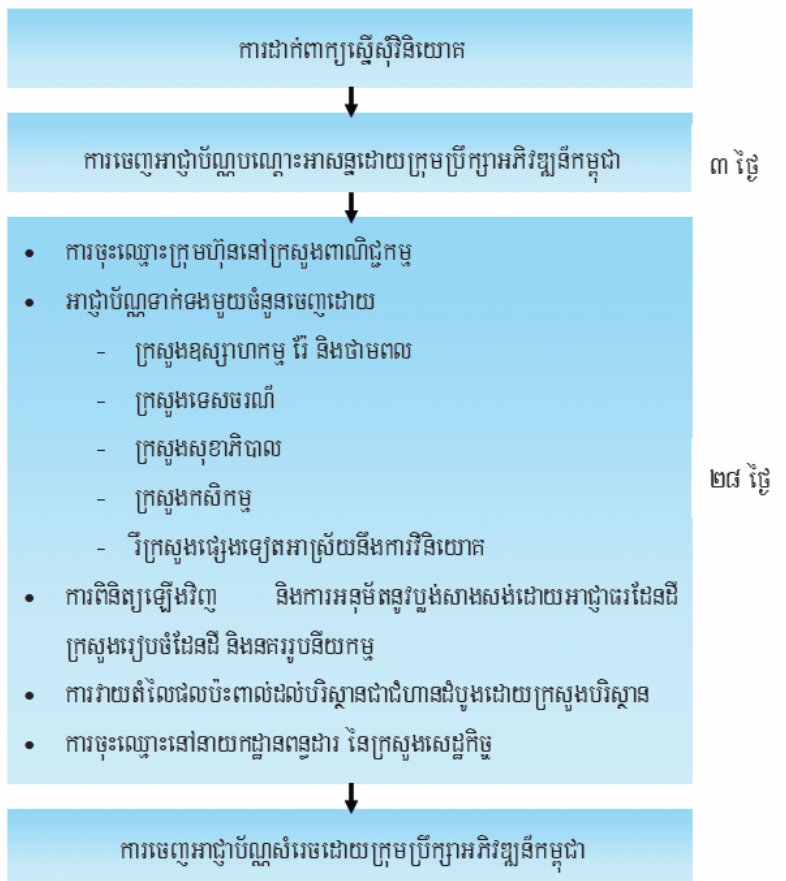 ការដាក់ពាក្យស្នើសុំវិនិយោគ
ការចេញអាជ្ញាប័ណ្ណបណ្តោះអាសន្នដោយក្រុមប្រឹក្សាអភិវឌ្ឍន៏កម្ពុជា
៣ ថ្ងៃ
• ការចុះឈ្មោះក្រុមហ៊ុននៅក្រសួងពាណិជ្ជកម្ម
• អាជ្ញាប័ណ្ណទាក់ទងមួយចំនួនចេញដោយ
- ក្រសួងឧស្សាហកម្ម រ៉ែ និងថាមពល
- ក្រសួងទេសចរណ៏
- ក្រសួងសុខាភិបាល
- ក្រសួងកសិកម្ម
- រឺក្រសួងផ្សេងទៀតអាស្រ័យនឹងការវិនិយោគ
២៨ ថ្ងៃ
• ការពិនិត្យឡើងវិញ និងការអនុម័តនូវប្លង់សាងសង់ដោយអាជ្ញាធរដែនដី
ក្រសួងរៀបចំដែនដី និងនគររូបនីយកម្ម
• ការវាយតំលៃផលប៉ះពាល់ដល់បរិស្ថានជាជំហានដំបូងដោយក្រសួងបរិស្ថាន
• ការចុះឈ្មោះនៅនាយកដ្ឋានពន្ធដារ នៃក្រសួងសេដ្ឋកិច្ច
ការចេញអាជ្ញាប័ណ្ណសំរេចដោយក្រុមប្រឹក្សាអភិវឌ្ឍន៏កម្ពុជា